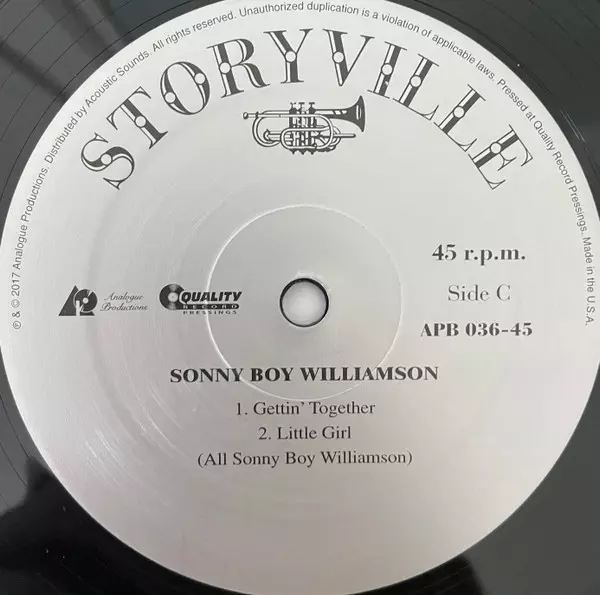 ℗ & © 2017 Analogue Productions. Distributed by Acoustic Sounds. All rights reserved. Unauthorized duplication is a violation of applicable laws. Pressed at Quality Record Pressings. Made in the U.S.A.
STORYVILLE
45 r.p.m.
Side C
APB 036-45
AP
Analogue
Productions
QUALITY
RECORD
PRESSINGS
SONNY BOY WILLIAMSON
1. Gettin' Together
2. Little Girl
(All Sonny Boy Williamson)